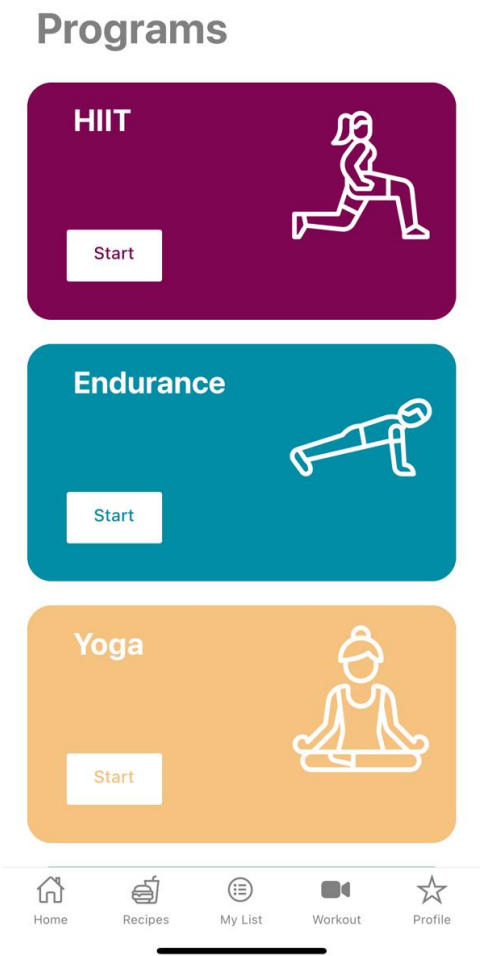 Programs
HIIT
Start
Endurance
Start
Yoga
Start
Home Recipes My List Workout Profile